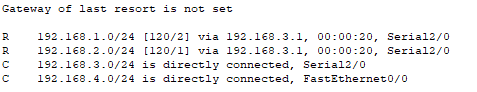 Gateway of last resort is not set
R    192.168.1.0/24 [120/2] via 192.168.3.1, 00:00:20, Serial2/0
R    192.168.2.0/24 [120/1] via 192.168.3.1, 00:00:20, Serial2/0
C    192.168.3.0/24 is directly connected, Serial2/0
C    192.168.4.0/24 is directly connected, FastEthernet0/0